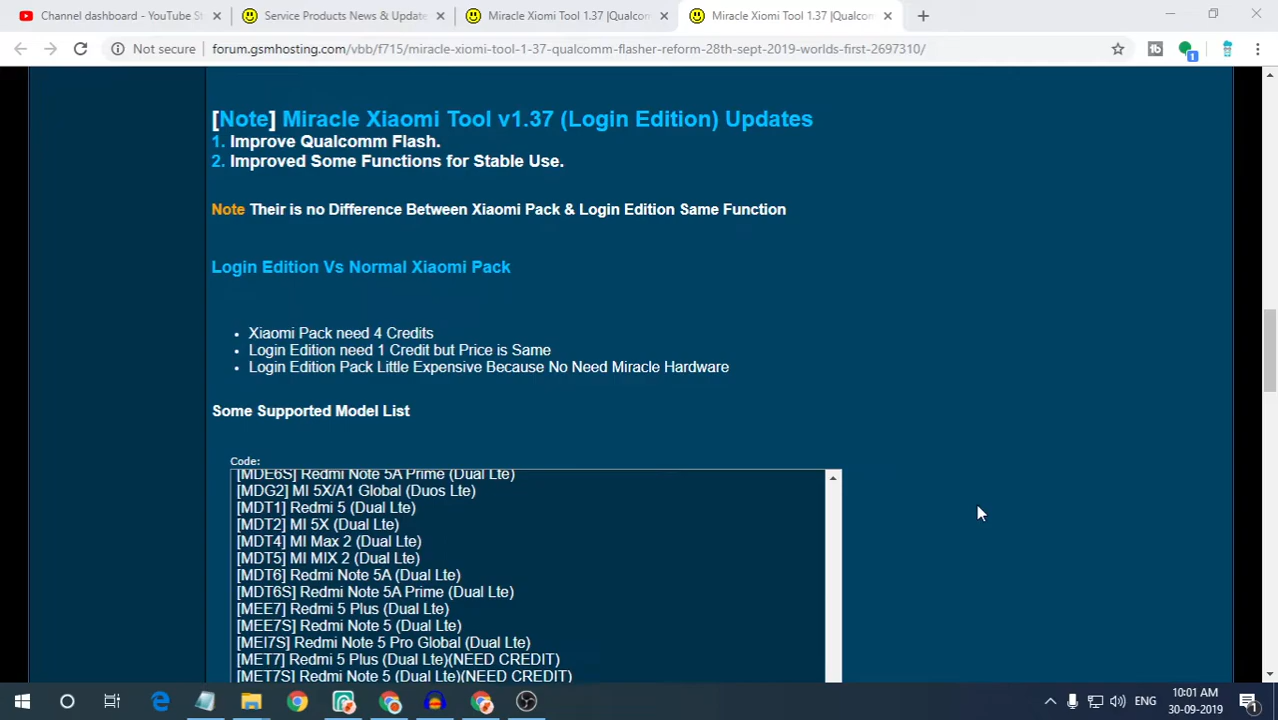 Channel dashboard - YouTube St
Service Products News & Update
Miracle Xiomi Tool 1.37 |Qualcom
Miracle Xiomi Tool 1.37 |Qualcom
Not secure
forum.gsmhosting.com/vbb/f715/miracle-xiomi-tool-1-37-qualcomm-flasher-reform-28th-sept-2019-worlds-first-2697310/
[Note] Miracle Xiaomi Tool v1.37 (Login Edition) Updates
1. Improve Qualcomm Flash.
2. Improved Some Functions for Stable Use.
Note Their is no Difference Between Xiaomi Pack & Login Edition Same Function
Login Edition Vs Normal Xiaomi Pack
• Xiaomi Pack need 4 Credits
• Login Edition need 1 Credit but Price is Same
• Login Edition Pack Little Expensive Because No Need Miracle Hardware
Some Supported Model List
Code:
[MDE6S] Redmi Note 5A Prime (Dual Lte)
[MDG2] MI 5X/A1 Global (Duos Lte)
[MDT1] Redmi 5 (Dual Lte)
[MDT2] MI 5X (Dual Lte)
[MDT4] MI Max 2 (Dual Lte)
[MDT5] MI MIX 2 (Dual Lte)
[MDT6] Redmi Note 5A (Dual Lte)
[MDT6S] Redmi Note 5A Prime (Dual Lte)
[MEE7] Redmi 5 Plus (Dual Lte)
[MEE7S] Redmi Note 5 (Dual Lte)
[MEI7S] Redmi Note 5 Pro Global (Dual Lte)
[MET7] Redmi 5 Plus (Dual Lte)(NEED CREDIT)
[MET7S] Redmi Note 5 (Dual Lte)(NEED CREDIT)
ENG
10:01 AM
30-09-2019